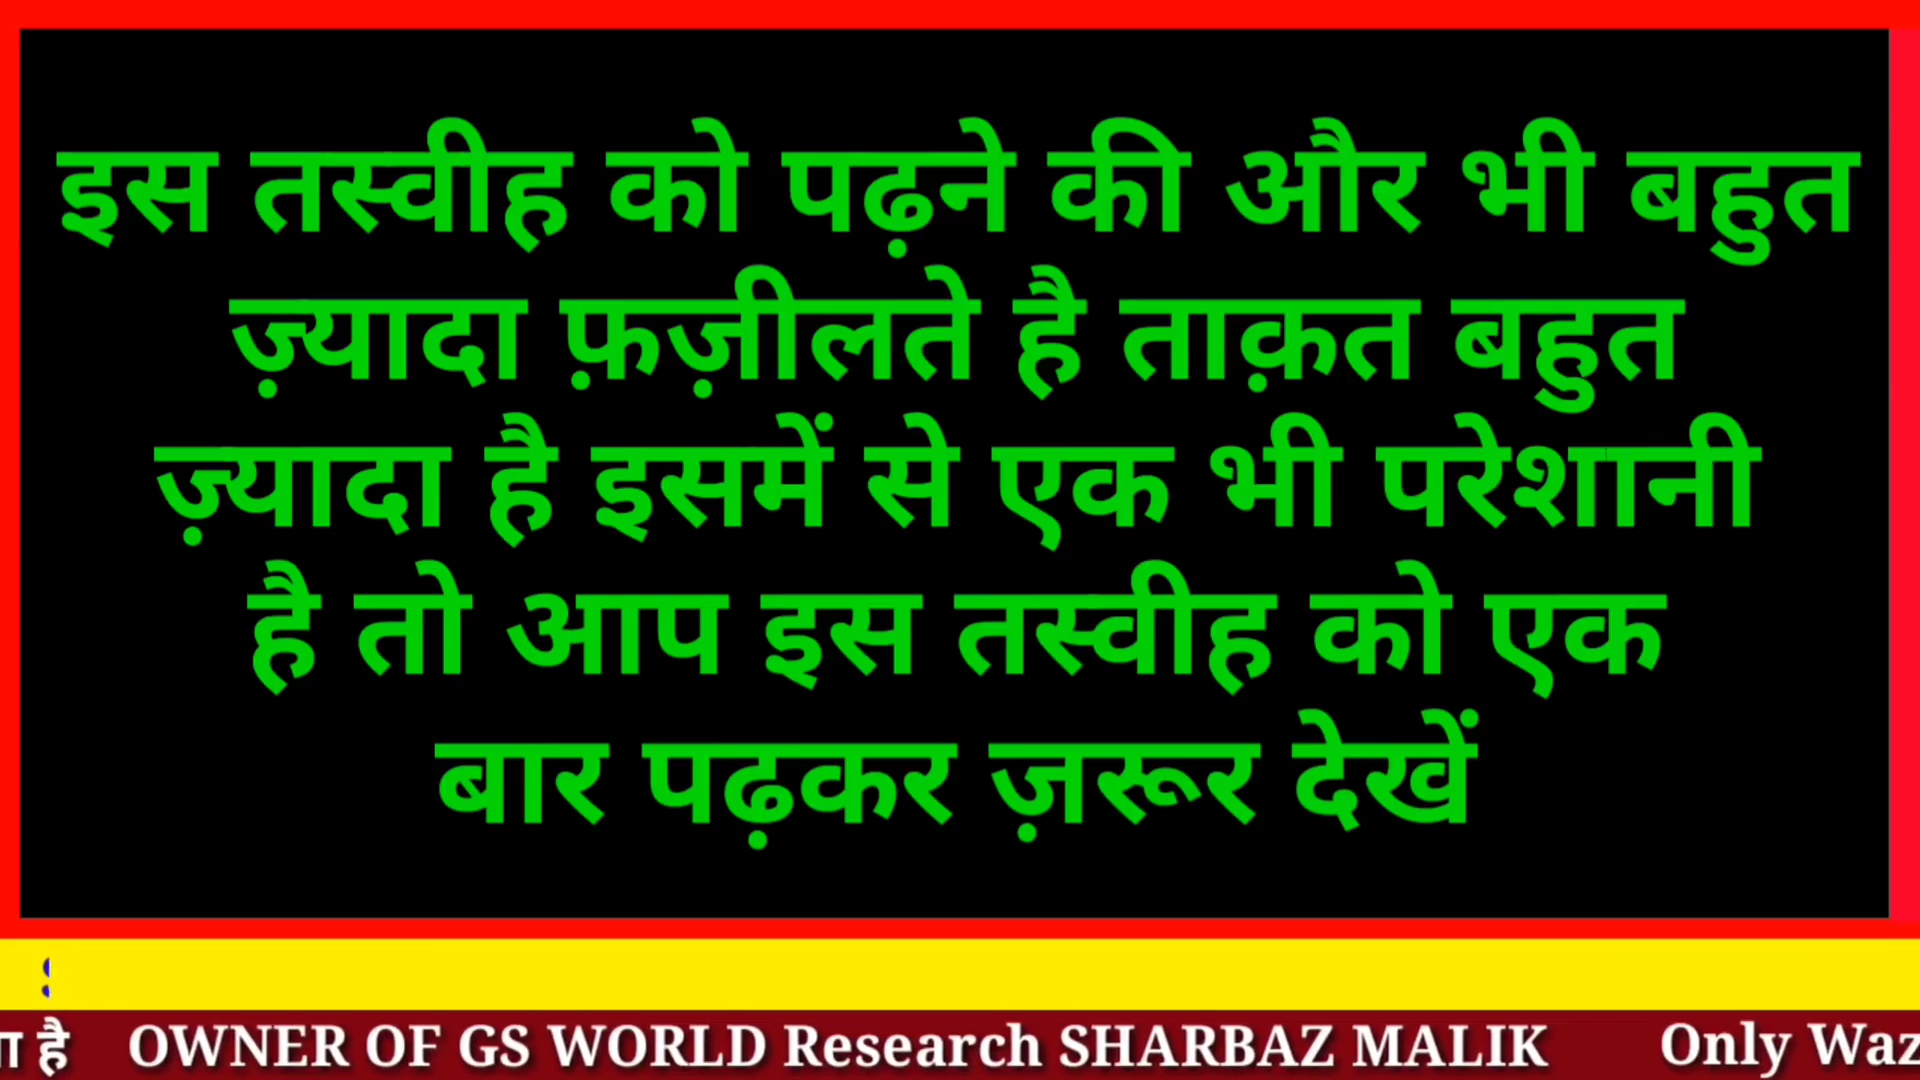 इस तस्वीह को पढ़ने की और भी बहुत
ज़्यादा फ़ज़ीलते है ताक़त बहुत
ज़्यादा है इसमें से एक भी परेशानी
है तो आप इस तस्वीह को एक
बार पढ़कर ज़रूर देखें
है OWNER OF GS WORLD Research SHARBAZ MALIK Only